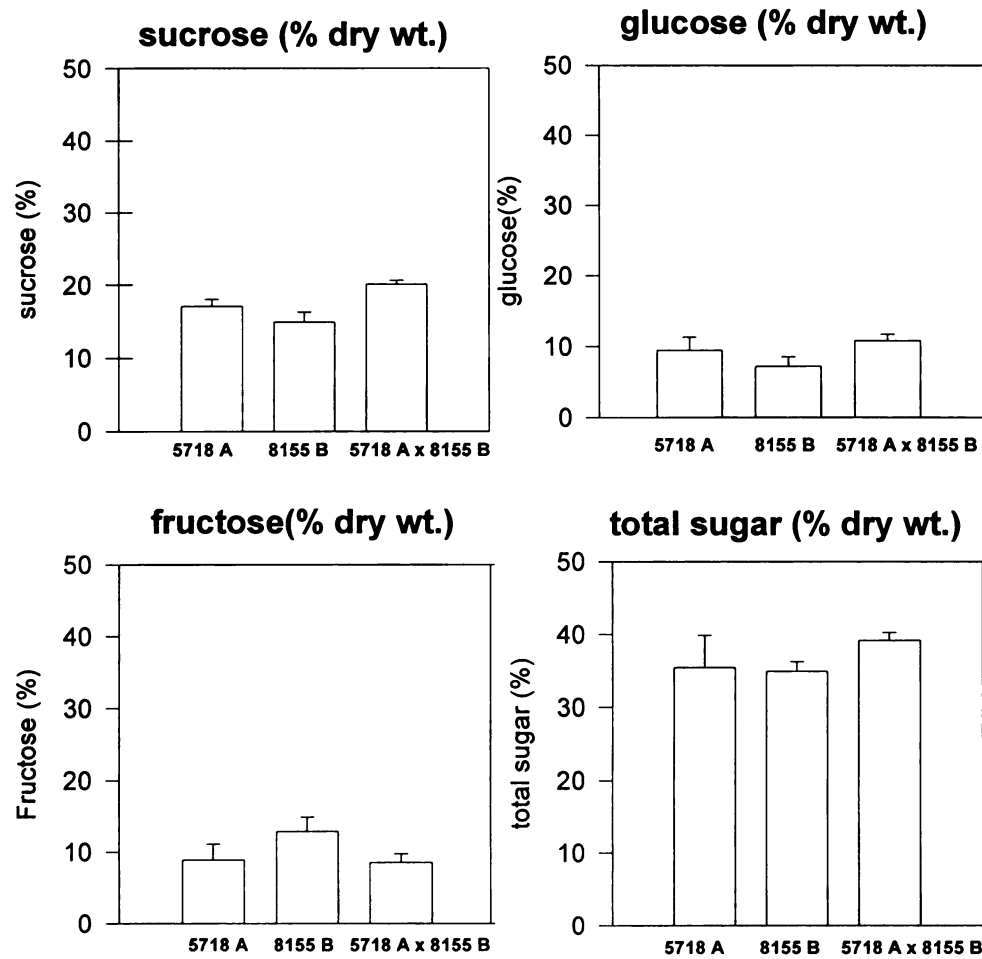 sucrose (% dry wt.)
50
40
30
20
10
0
sucrose (%)
5718 A
8155 B
5718 A x 8155 B
glucose (% dry wt.)
50
40
30
20
10
0
glucose(%)
5718 A
8155 B
5718 A x 8155 B
fructose(% dry wt.)
50
40
30
20
10
0
Fructose (%)
5718 A
8155 B
5718 A x 8155 B
total sugar (% dry wt.)
50
40
30
20
10
0
total sugar (%)
5718 A
8155 B
5718 A x 8155 B